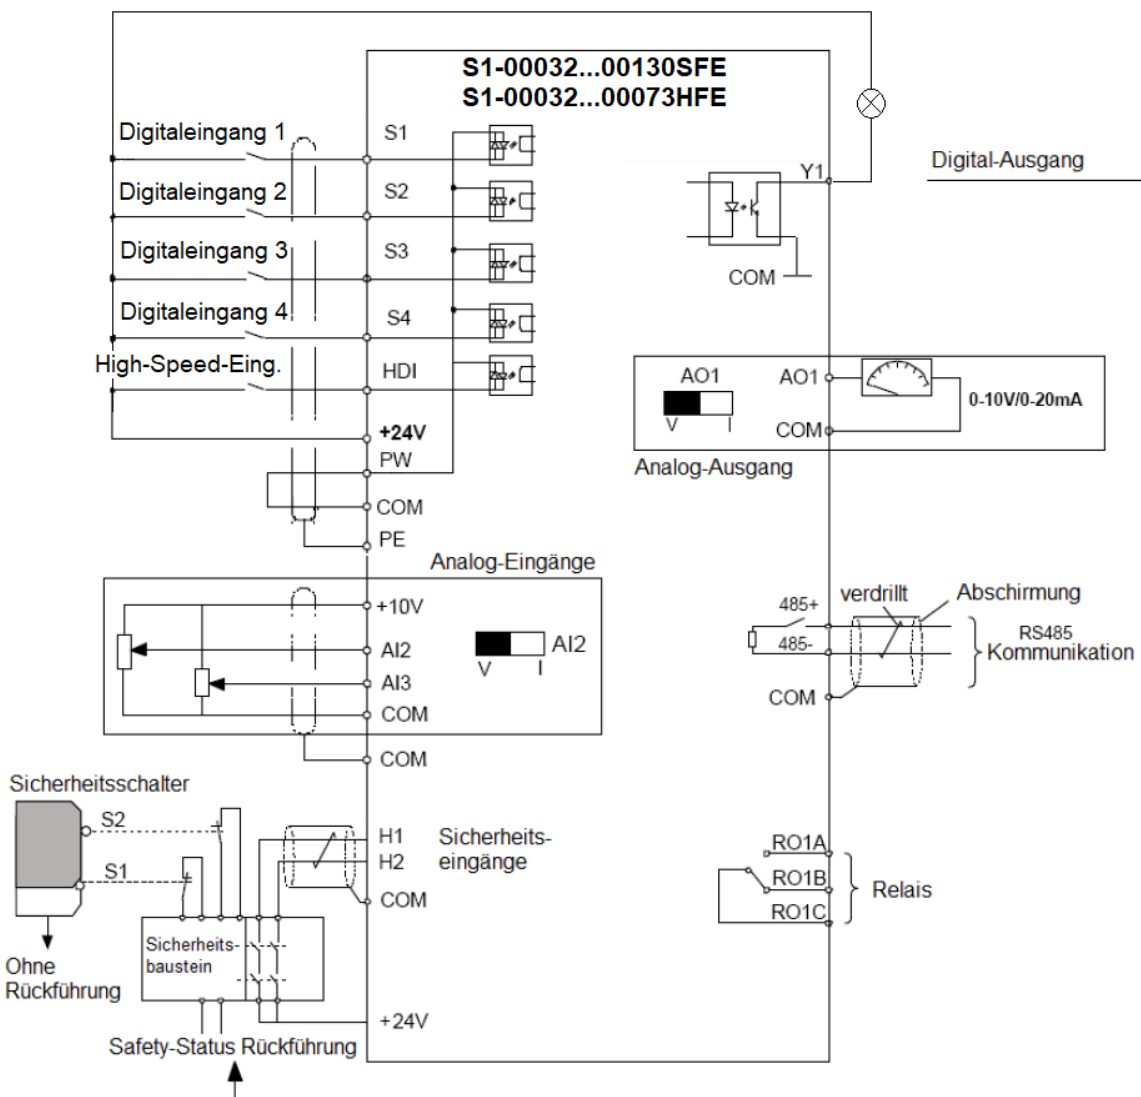 S1-00032...00130SFE
S1-00032...00073HFE
Digitaleingang 1
S1
Digitaleingang 2
S2
Digitaleingang 3
S3
Digitaleingang 4
S4
High-Speed-Eing.
HDI
+24V
PW
COM
PE
Y1
Digital-Ausgang
COM
AO1
V I
AO1
COM
0-10V/0-20mA
Analog-Ausgang
Analog-Eingänge
+10V
AI2
AI3
COM
V I
AI2
COM
485+
485-
COM
verdrillt
Abschirmung
RS485
Kommunikation
Sicherheitsschalter
S2
S1
Ohne
Rückführung
H1
H2
COM
Sicherheits-
eingänge
Sicherheits-
baustein
+24V
Safety-Status Rückführung
RO1A
RO1B
RO1C
Relais